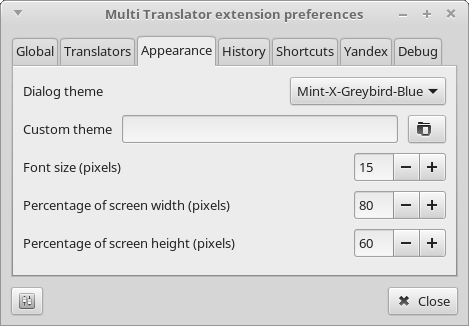 Multi Translator extension preferences
Global Translators Appearance History Shortcuts Yandex Debug
Dialog theme Mint-X-Greybird-Blue
Custom theme
Font size (pixels) 15
Percentage of screen width (pixels) 80
Percentage of screen height (pixels) 60
Close